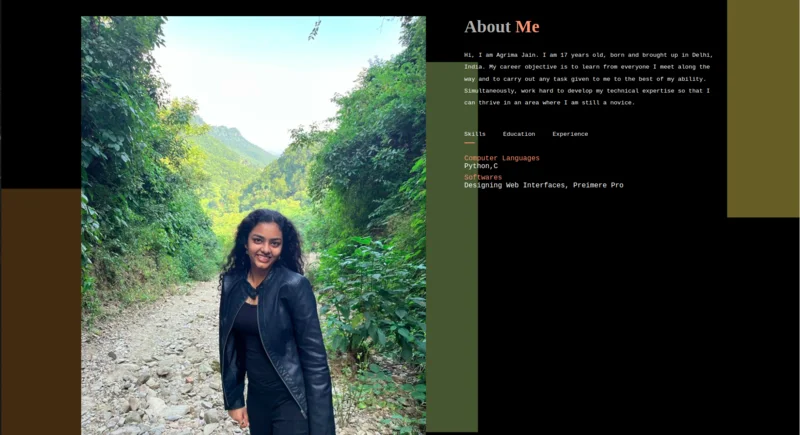 About Me
Hi, I am Agrima Jain. I am 17 years old, born and brought up in Delhi,
India. My career objective is to learn from everyone I meet along the
way and to carry out any task given to me to the best of my ability.
Simultaneously, work hard to develop my technical expertise so that I
can thrive in an area where I am still a novice.
Skills Education Experience
Computer Languages
Python,C
Softwares
Designing Web Interfaces, Preimere Pro